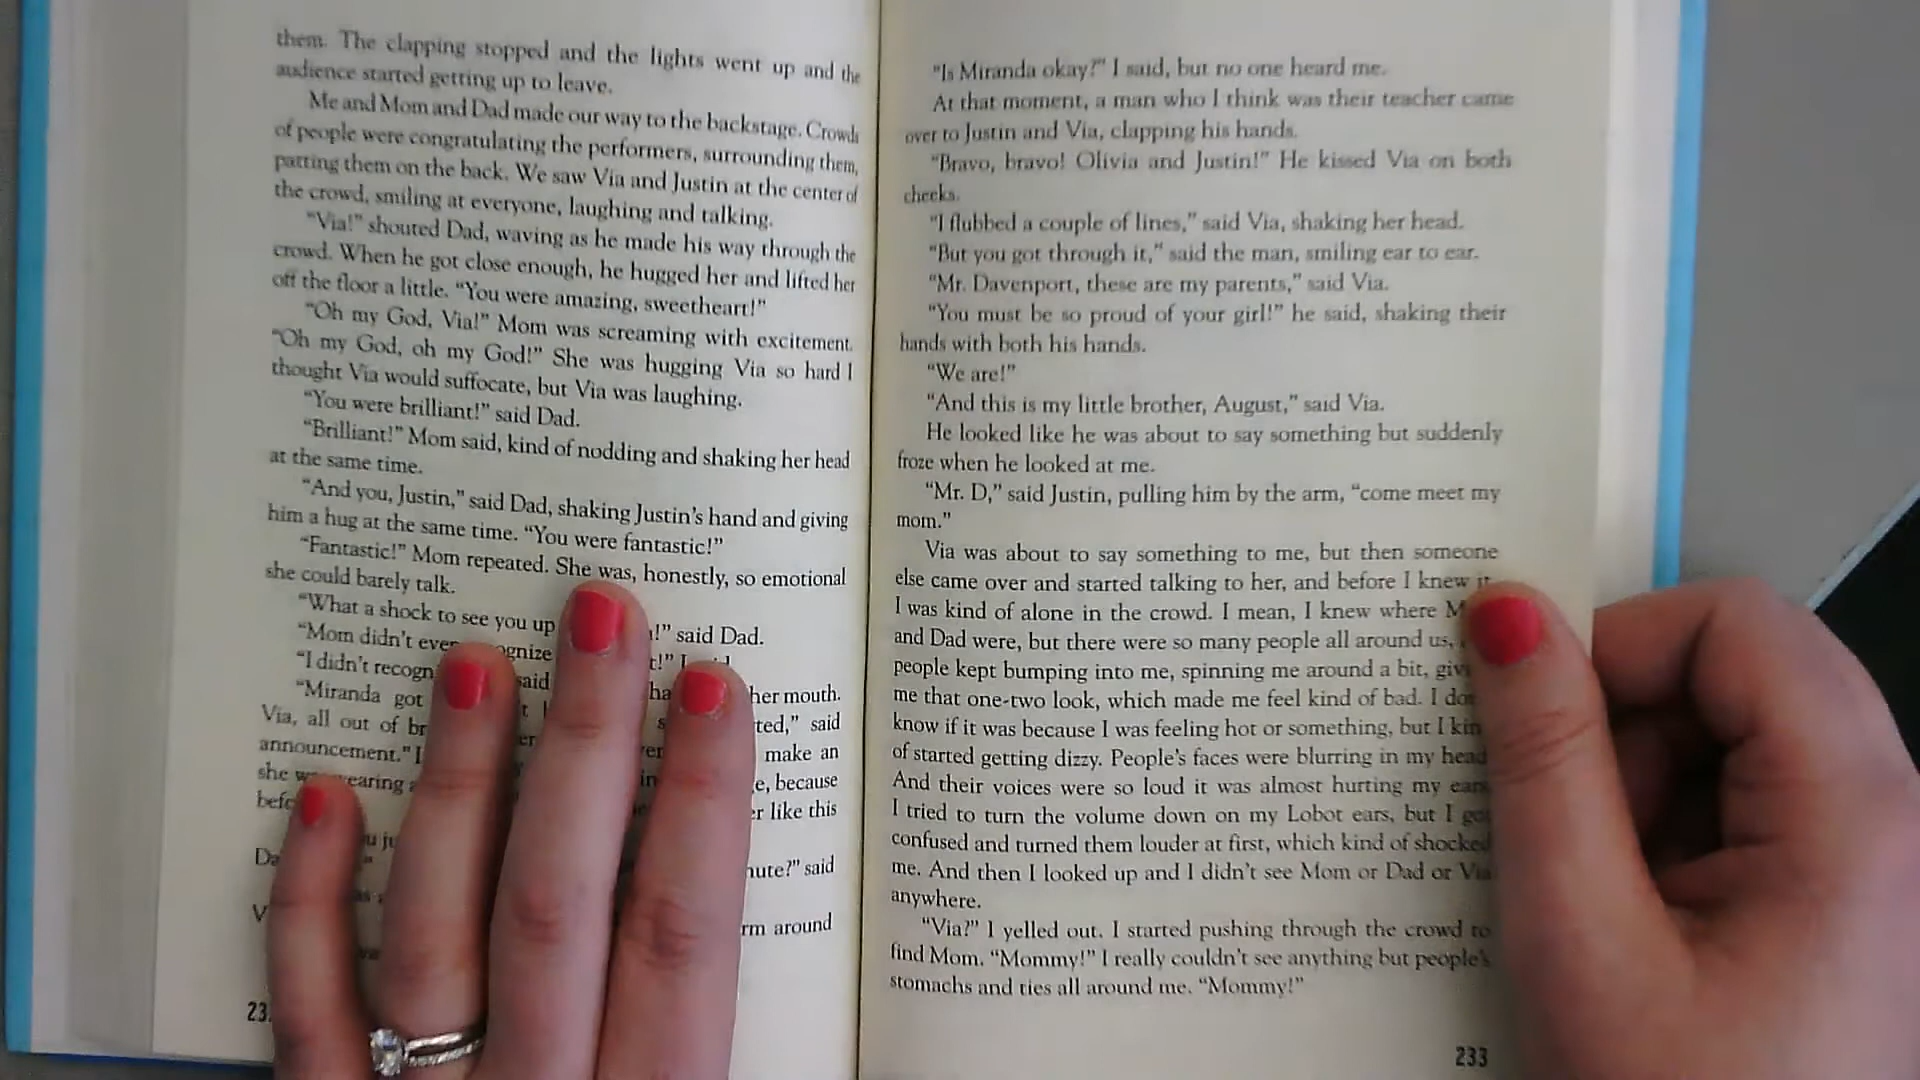 them. The clapping stopped and the lights went up and the
audience started getting up to leave.
Me and Mom and Dad made our way to the backstage. Crowds
of people were congratulating the performers, surrounding them,
patting them on the back. We saw Via and Justin at the center of
the crowd, smiling at everyone, laughing and talking.
“Via!” shouted Dad, waving as he made his way through the
crowd. When he got close enough, he hugged her and lifted her
off the floor a little. “You were amazing, sweetheart!”
“Oh my God, Via!” Mom was screaming with excitement.
“Oh my God, oh my God!” She was hugging Via so hard I
thought Via would suffocate, but Via was laughing.
“You were brilliant!” said Dad.
“Brilliant!” Mom said, kind of nodding and shaking her head
at the same time.
“And you, Justin,” said Dad, shaking Justin’s hand and giving
him a hug at the same time. “You were fantastic!”
“Fantastic!” Mom repeated. She was, honestly, so emotional
she could barely talk.
“What a shock to see you up said Dad.
“Mom didn’t
“I didn’t said her mouth.
“Miranda got said
Via, all out of
announcement.” make an
she because
like this
said
around
“Is Miranda okay?” I said, but no one heard me.
At that moment, a man who I think was their teacher came
over to Justin and Via, clapping his hands.
“Bravo, bravo! Olivia and Justin!” He kissed Via on both
cheeks.
“I flubbed a couple of lines,” said Via, shaking her head.
“But you got through it,” said the man, smiling ear to ear.
“Mr. Davenport, these are my parents,” said Via.
“You must be so proud of your girl!” he said, shaking their
hands with both his hands.
“We are!”
“And this is my little brother, August,” said Via.
He looked like he was about to say something but suddenly
froze when he looked at me.
“Mr. D,” said Justin, pulling him by the arm, “come meet my
mom.”
Via was about to say something to me, but then someone
else came over and started talking to her, and before I knew it
I was kind of alone in the crowd. I mean, I knew where
and Dad were, but there were so many people all around us,
people kept bumping into me, spinning me around a bit,
me that one-two look, which made me feel kind of bad. I
know if it was because I was feeling hot or something, but I
of started getting dizzy. People’s faces were blurring in my head
And their voices were so loud it was almost hurting my ears
I tried to turn the volume down on my Lobot ears, but I
confused and turned them louder at first, which kind of shocked
me. And then I looked up and I didn’t see Mom or Dad or Via
anywhere.
“Via?” I yelled out. I started pushing through the crowd to
find Mom. “Mommy!” I really couldn’t see anything but people’s
stomachs and ties all around me. “Mommy!”
233